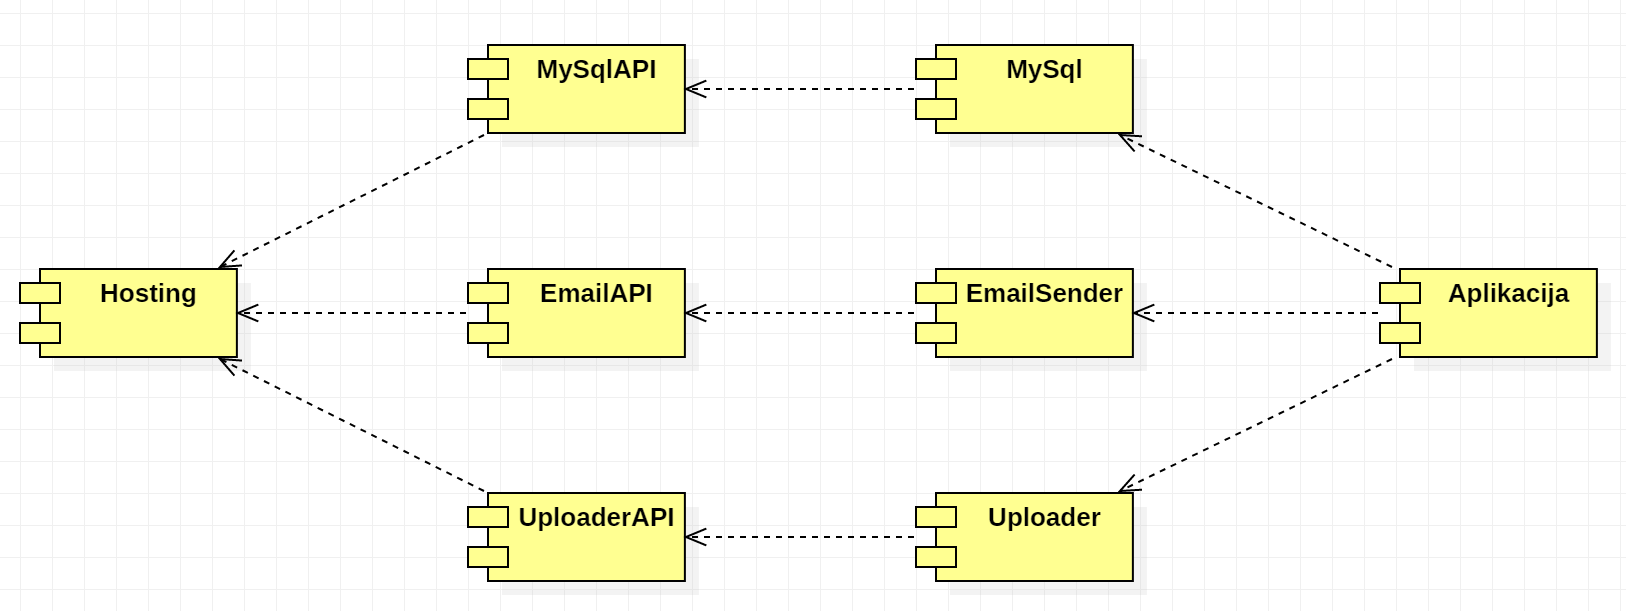 MySqlAPI
MySql
Hosting
EmailAPI
EmailSender
Aplikacija
UploaderAPI
Uploader